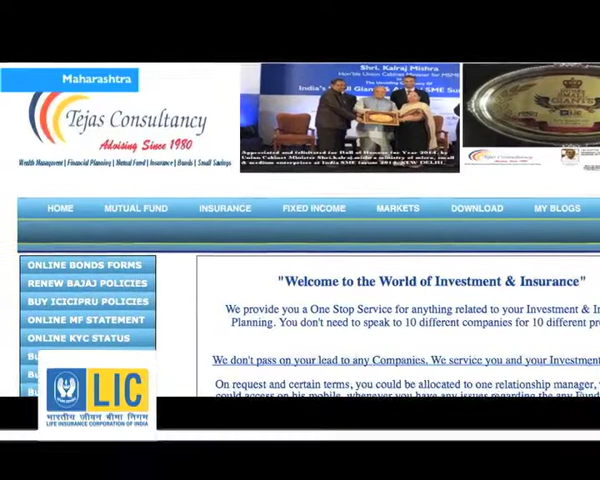 Maharashtra
Tejas Consultancy
Advising Since 1980
Wealth Management | Financial Planning | Mutual Fund | Insurance | Bonds | Small Savings
Shri. Kalraj Mishra
Hon'ble Union Cabinet Minister for MSME
HOME
MUTUAL FUND
INSURANCE
FIXED INCOME
MARKETS
DOWNLOAD
MY BLOGS
ONLINE BONDS FORMS
RENEW BAJAJ POLICIES
BUY ICICIPRU POLICIES
ONLINE MF STATEMENT
ONLINE KYC STATUS
"Welcome to the World of Investment & Insurance"
We provide you a One Stop Service for anything related to your Investment & In
Planning. You don't need to speak to 10 different companies for 10 different pro
We don't pass on your lead to any Companies. We service you and your Investment
On request and certain terms, you could be allocated to one relationship manager,
LIC
भारतीय जीवन बीमा निगम
LIFE INSURANCE CORPORATION OF INDIA